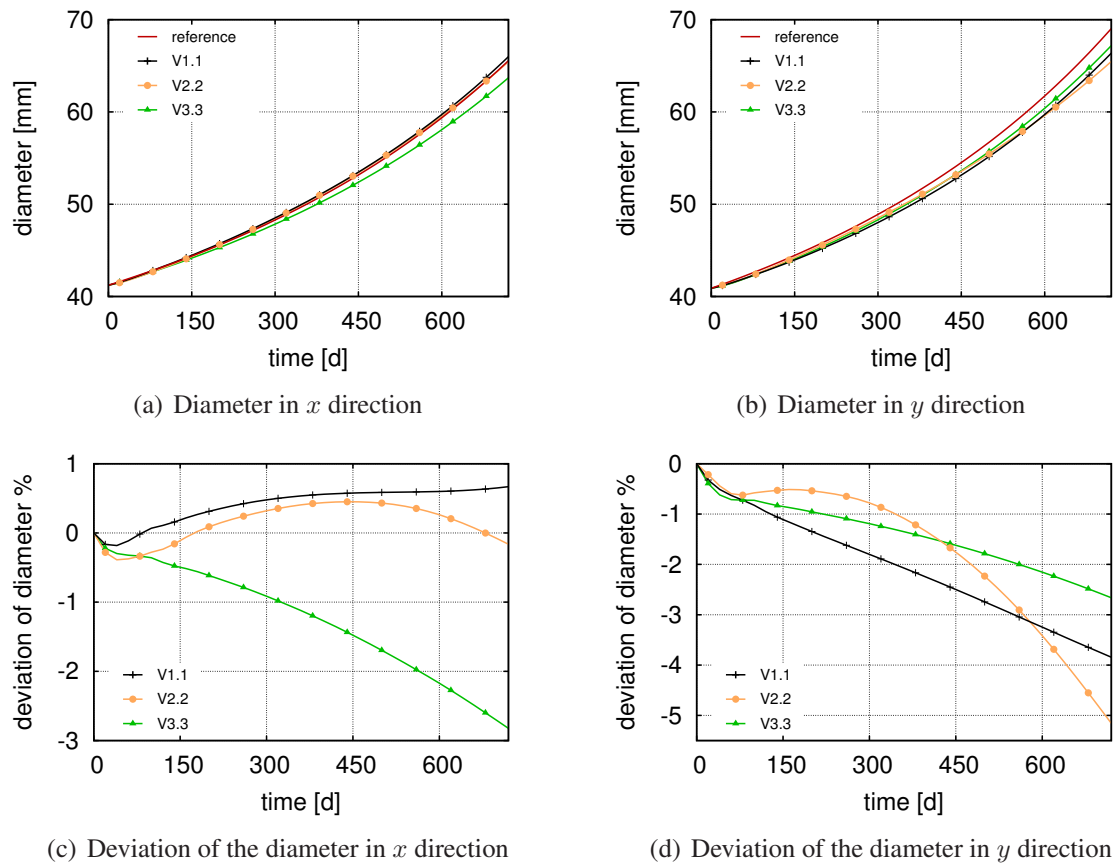 70
60
50
40
diameter [mm]
reference
V1.1
V2.2
V3.3
0 150 300 450 600
time [d]
(a) Diameter in x direction
70
60
50
40
diameter [mm]
reference
V1.1
V2.2
V3.3
0 150 300 450 600
time [d]
(b) Diameter in y direction
1
0
-1
-2
-3
deviation of diameter %
V1.1
V2.2
V3.3
0 150 300 450 600
time [d]
(c) Deviation of the diameter in x direction
0
-1
-2
-3
-4
-5
deviation of diameter %
V1.1
V2.2
V3.3
0 150 300 450 600
time [d]
(d) Deviation of the diameter in y direction